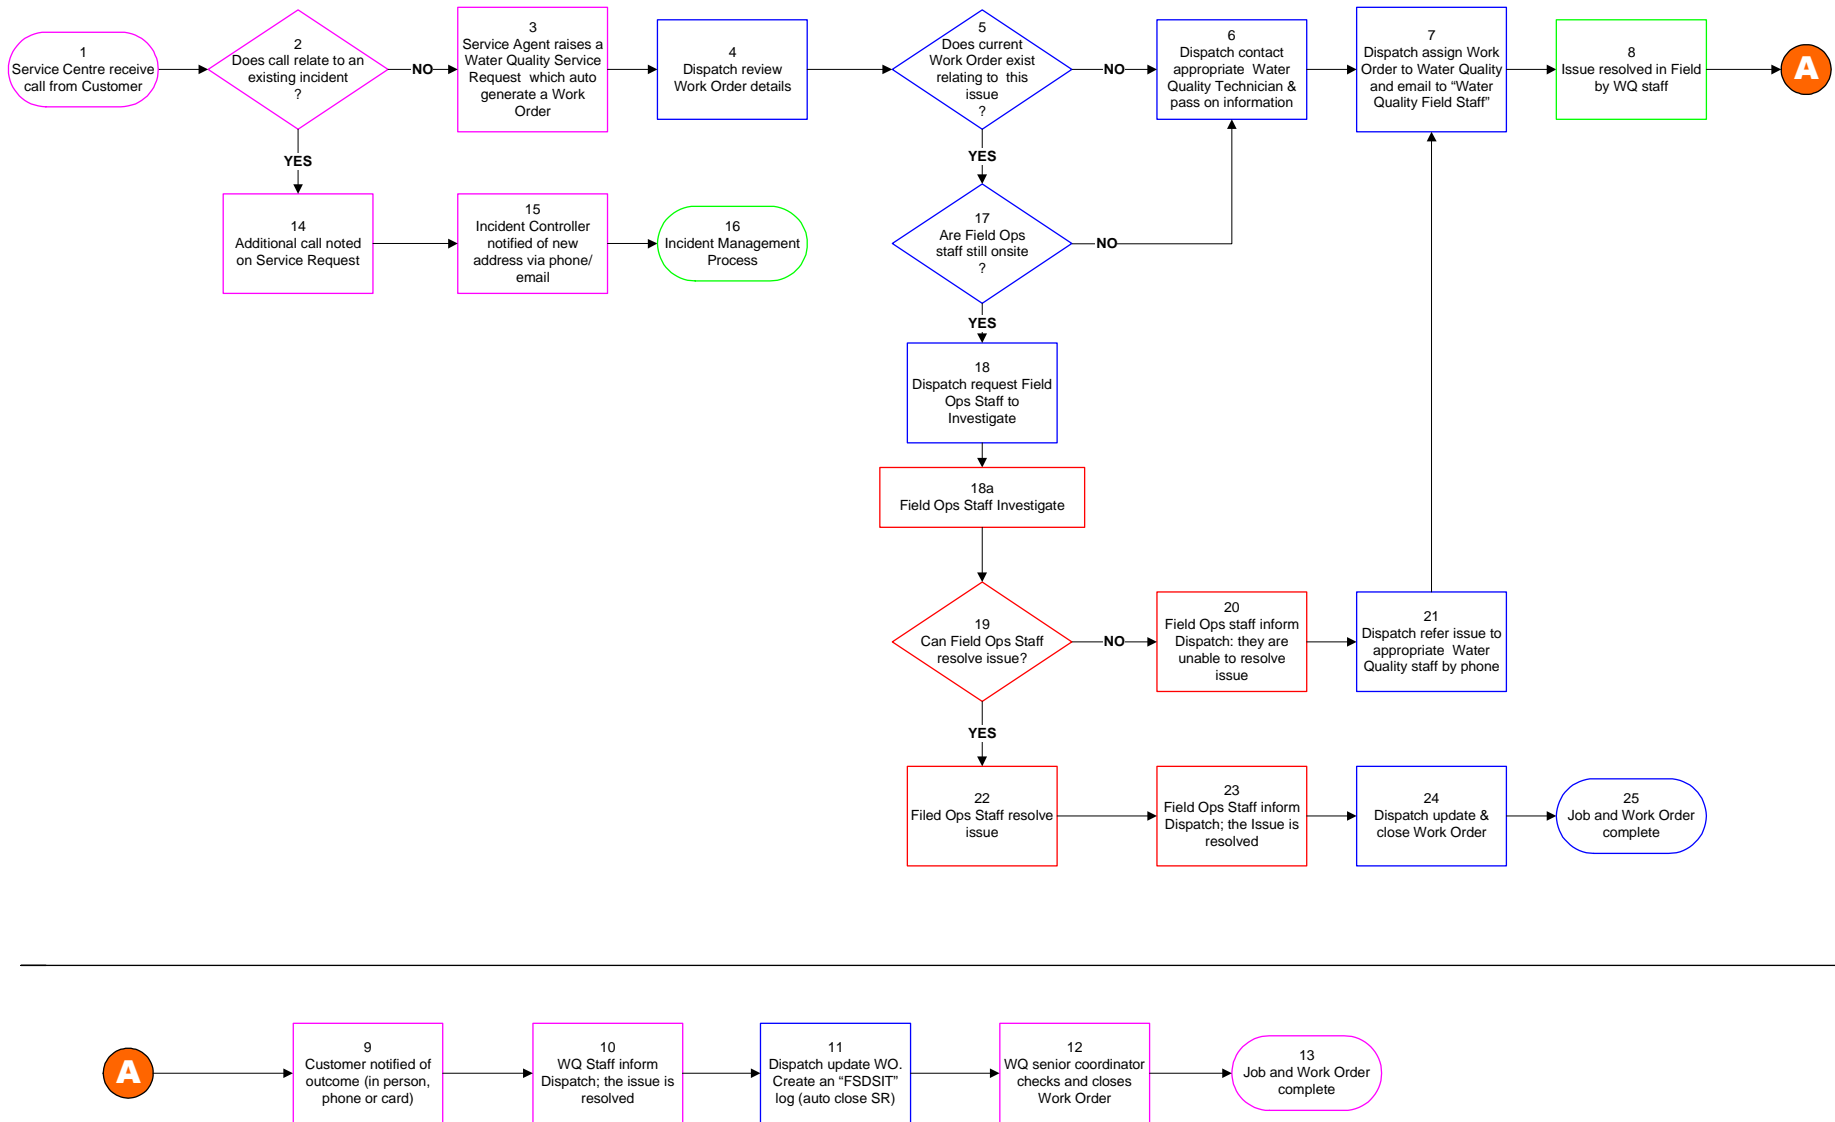 1
Service Centre receive
call from Customer
2
Does call relate to an
existing incident
?
NO
YES
3
Service Agent raises a
Water Quality Service
Request which auto
generate a Work
Order
4
Dispatch review
Work Order details
5
Does current
Work Order exist
relating to this
issue
?
NO
YES
6
Dispatch contact
appropriate Water
Quality Technician &
pass on information
7
Dispatch assign Work
Order to Water Quality
and email to “Water
Quality Field Staff”
8
Issue resolved in Field
by WQ staff
A
14
Additional call noted
on Service Request
15
Incident Controller
notified of new
address via phone/
email
16
Incident Management
Process
17
Are Field Ops
staff still onsite
?
NO
YES
18
Dispatch request Field
Ops Staff to
Investigate
18a
Field Ops Staff Investigate
19
Can Field Ops Staff
resolve issue?
NO
YES
20
Field Ops staff inform
Dispatch: they are
unable to resolve
issue
21
Dispatch refer issue to
appropriate Water
Quality staff by phone
22
Filed Ops Staff resolve
issue
23
Field Ops Staff inform
Dispatch; the Issue is
resolved
24
Dispatch update &
close Work Order
25
Job and Work Order
complete
A
9
Customer notified of
outcome (in person,
phone or card)
10
WQ Staff inform
Dispatch; the issue is
resolved
11
Dispatch update WO.
Create an “FSDSIT”
log (auto close SR)
12
WQ senior coordinator
checks and closes
Work Order
13
Job and Work Order
complete